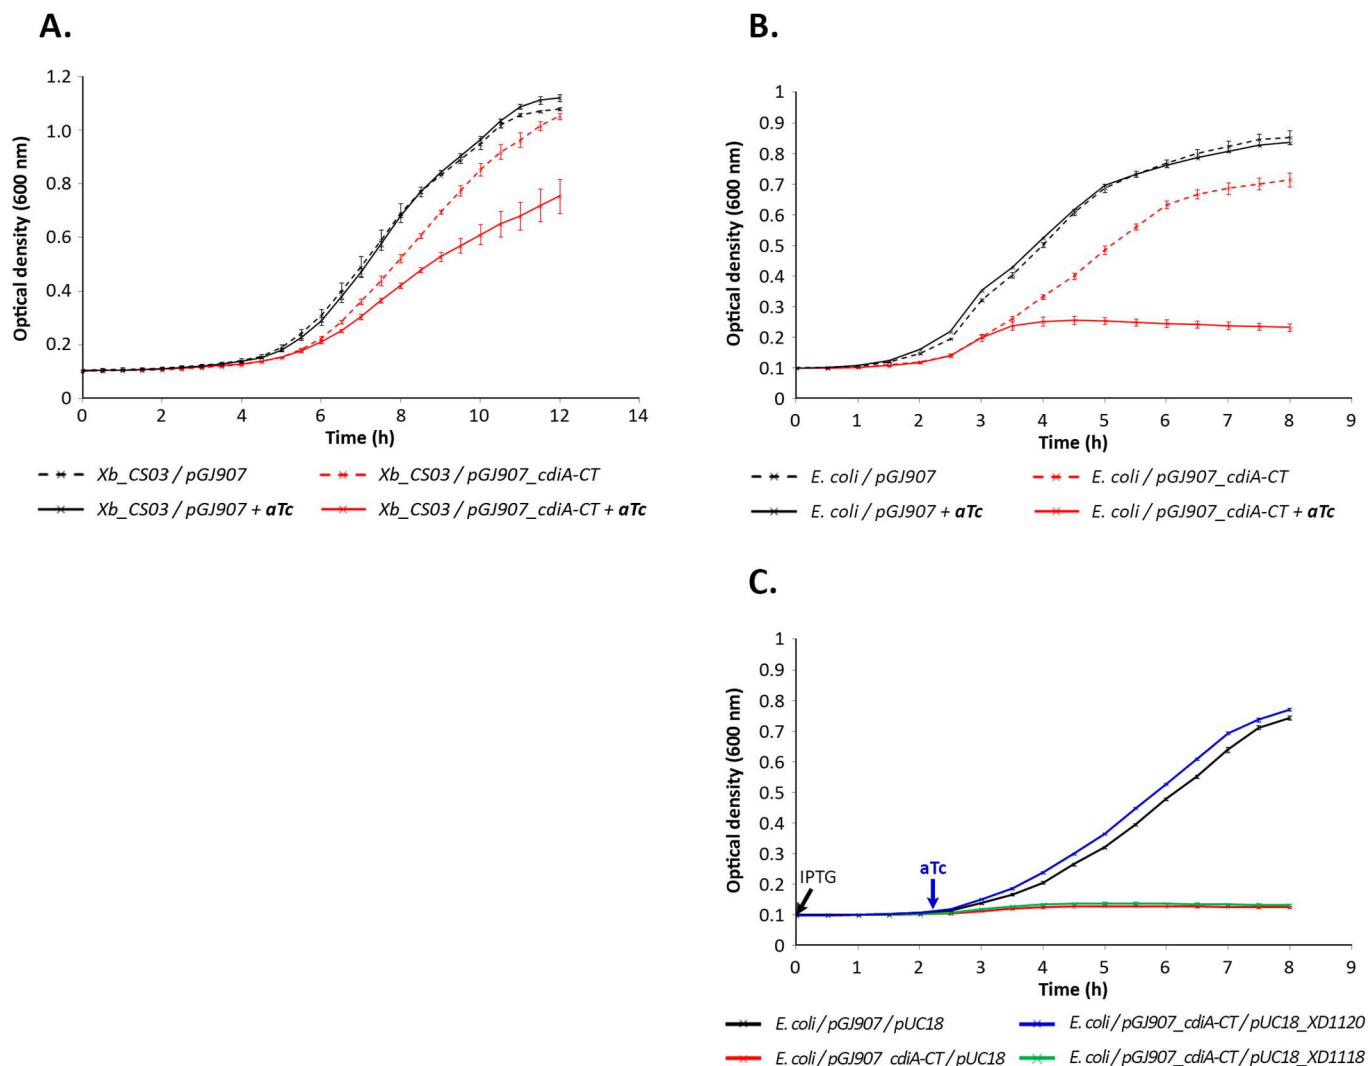 A.
Optical density (600 nm)
1.2
1.0
0.8
0.6
0.4
0.2
0
0 2 4 6 8 10 12 14
Time (h)
Xb_CS03 / pGJ907 Xb_CS03 / pGJ907_cdiA-CT
Xb_CS03 / pGJ907 + aTc Xb_CS03 / pGJ907_cdiA-CT + aTc
B.
Optical density (600 nm)
1
0.9
0.8
0.7
0.6
0.5
0.4
0.3
0.2
0.1
0
0 1 2 3 4 5 6 7 8 9
Time (h)
E. coli / pGJ907 E. coli / pGJ907_cdiA-CT
E. coli / pGJ907 + aTc E. coli / pGJ907_cdiA-CT + aTc
C.
Optical density (600 nm)
1
0.9
0.8
0.7
0.6
0.5
0.4
0.3
0.2
0.1
0
IPTG
aTc
0 1 2 3 4 5 6 7 8 9
Time (h)
E. coli / pGJ907 / pUC18 E. coli / pGJ907_cdiA-CT / pUC18_XD1120
E. coli / pGJ907_cdiA-CT / pUC18 E. coli / pGJ907_cdiA-CT / pUC18_XD1118